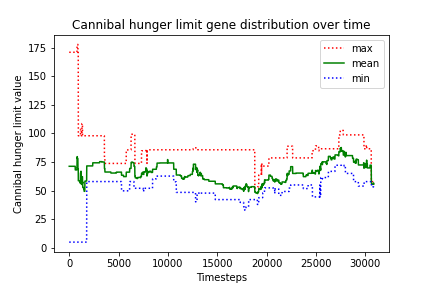 Cannibal hunger limit gene distribution over time
max
mean
min
Cannibal hunger limit value
175
150
125
100
75
50
25
0
0 5000 10000 15000 20000 25000 30000
Timesteps